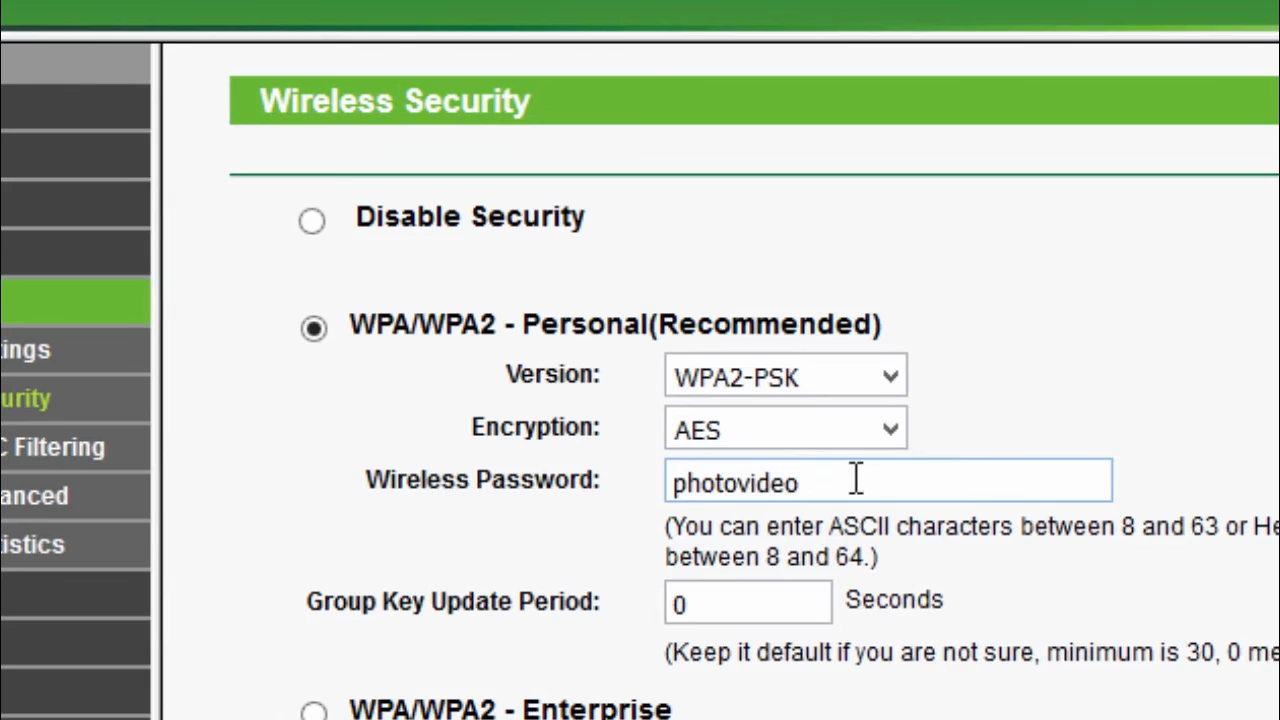 Wireless Security
Disable Security
WPA/WPA2 - Personal(Recommended)
Version: WPA2-PSK
Encryption: AES
Wireless Password: photovideo
(You can enter ASCII characters between 8 and 63 or He
between 8 and 64.)
Group Key Update Period: 0 Seconds
(Keep it default if you are not sure, minimum is 30, 0 me
WPA/WPA2 - Enterprise
ings
urity
C Filtering
anced
istics